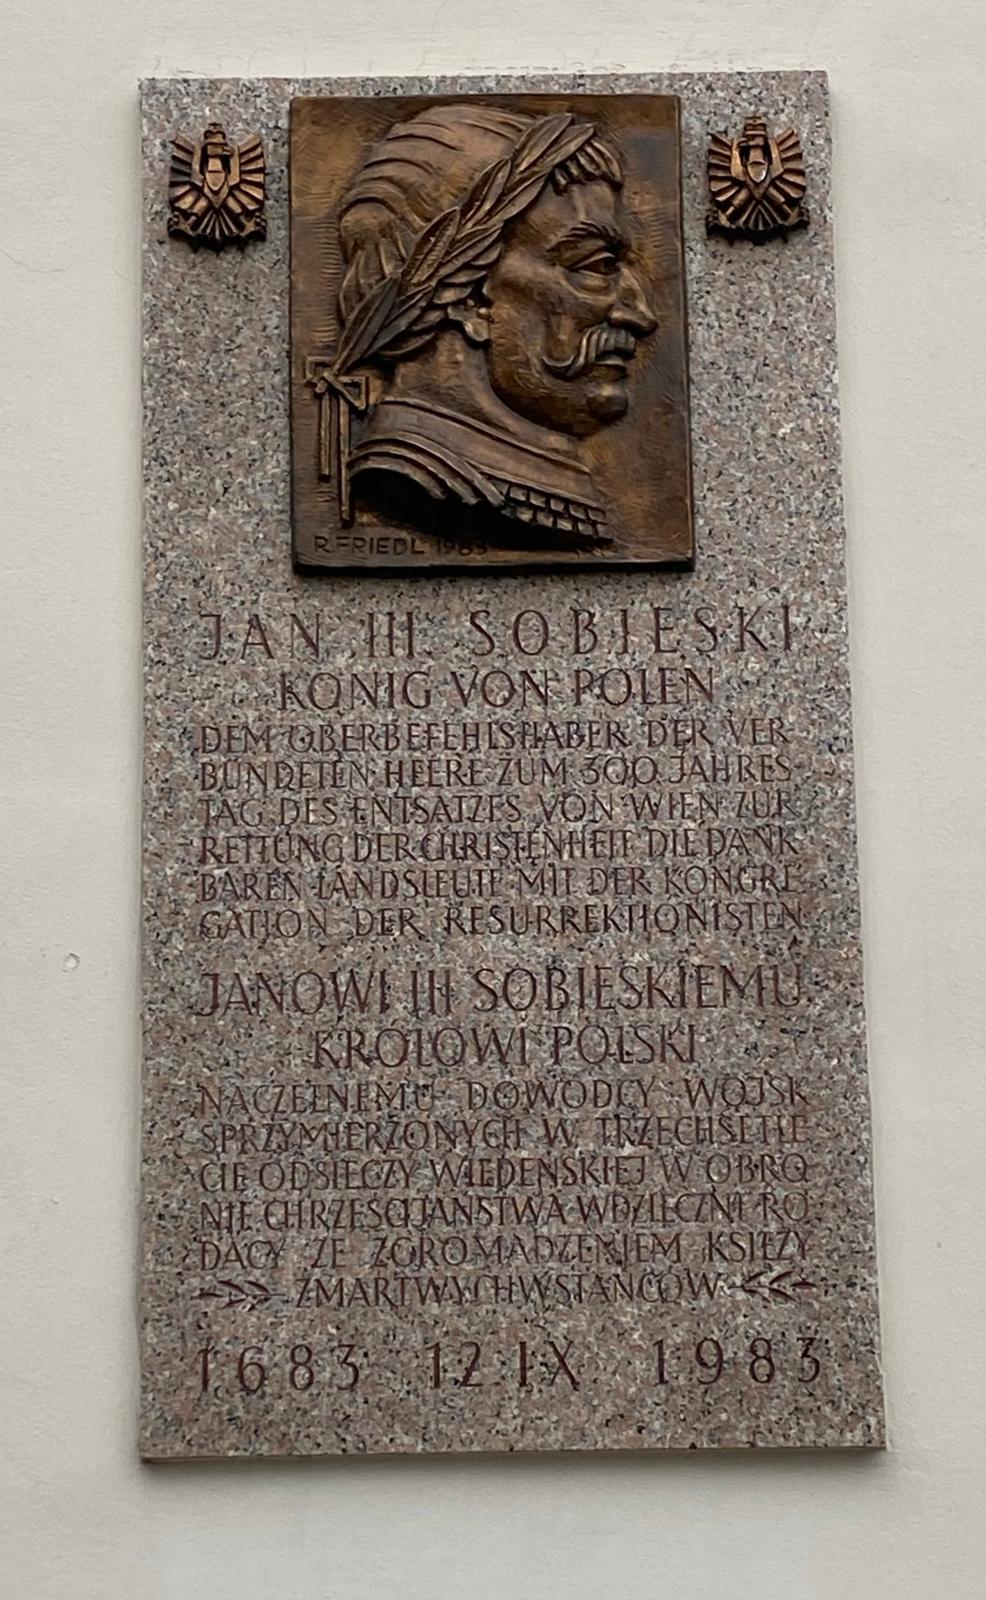 R.FRIEDL 1983
JAN III. SOBIESKI
KÖNIG VON POLEN
DEM OBERBEFEHLSHABER DER VER
BÜNDETEN HEERE ZUM 300. JAHRES
TAG DES ENTSATZES VON WIEN ZUR
RETTUNG DER CHRISTENHEIT DIE DANK
BAREN LANDSLEUTE MIT DER KONGRE
GATION DER RESURREKTIONISTEN
JANOWI III SOBIESKIEMU
KRÓLOWI POLSKI
NACZELNEMU DOWÓDCY WOJSK
SPRZYMIERZONYCH W TRZECHSETLE
CIE ODSIECZY WIEDEŃSKIEJ W OBRO
NIE CHRZEŚCIJAŃSTWA WDZIĘCZNI RO
DACY ZE ZGROMADZENIEM KSIĘŻY
ZMARTWYCHWSTAŃCÓW
1683 12 IX 1983